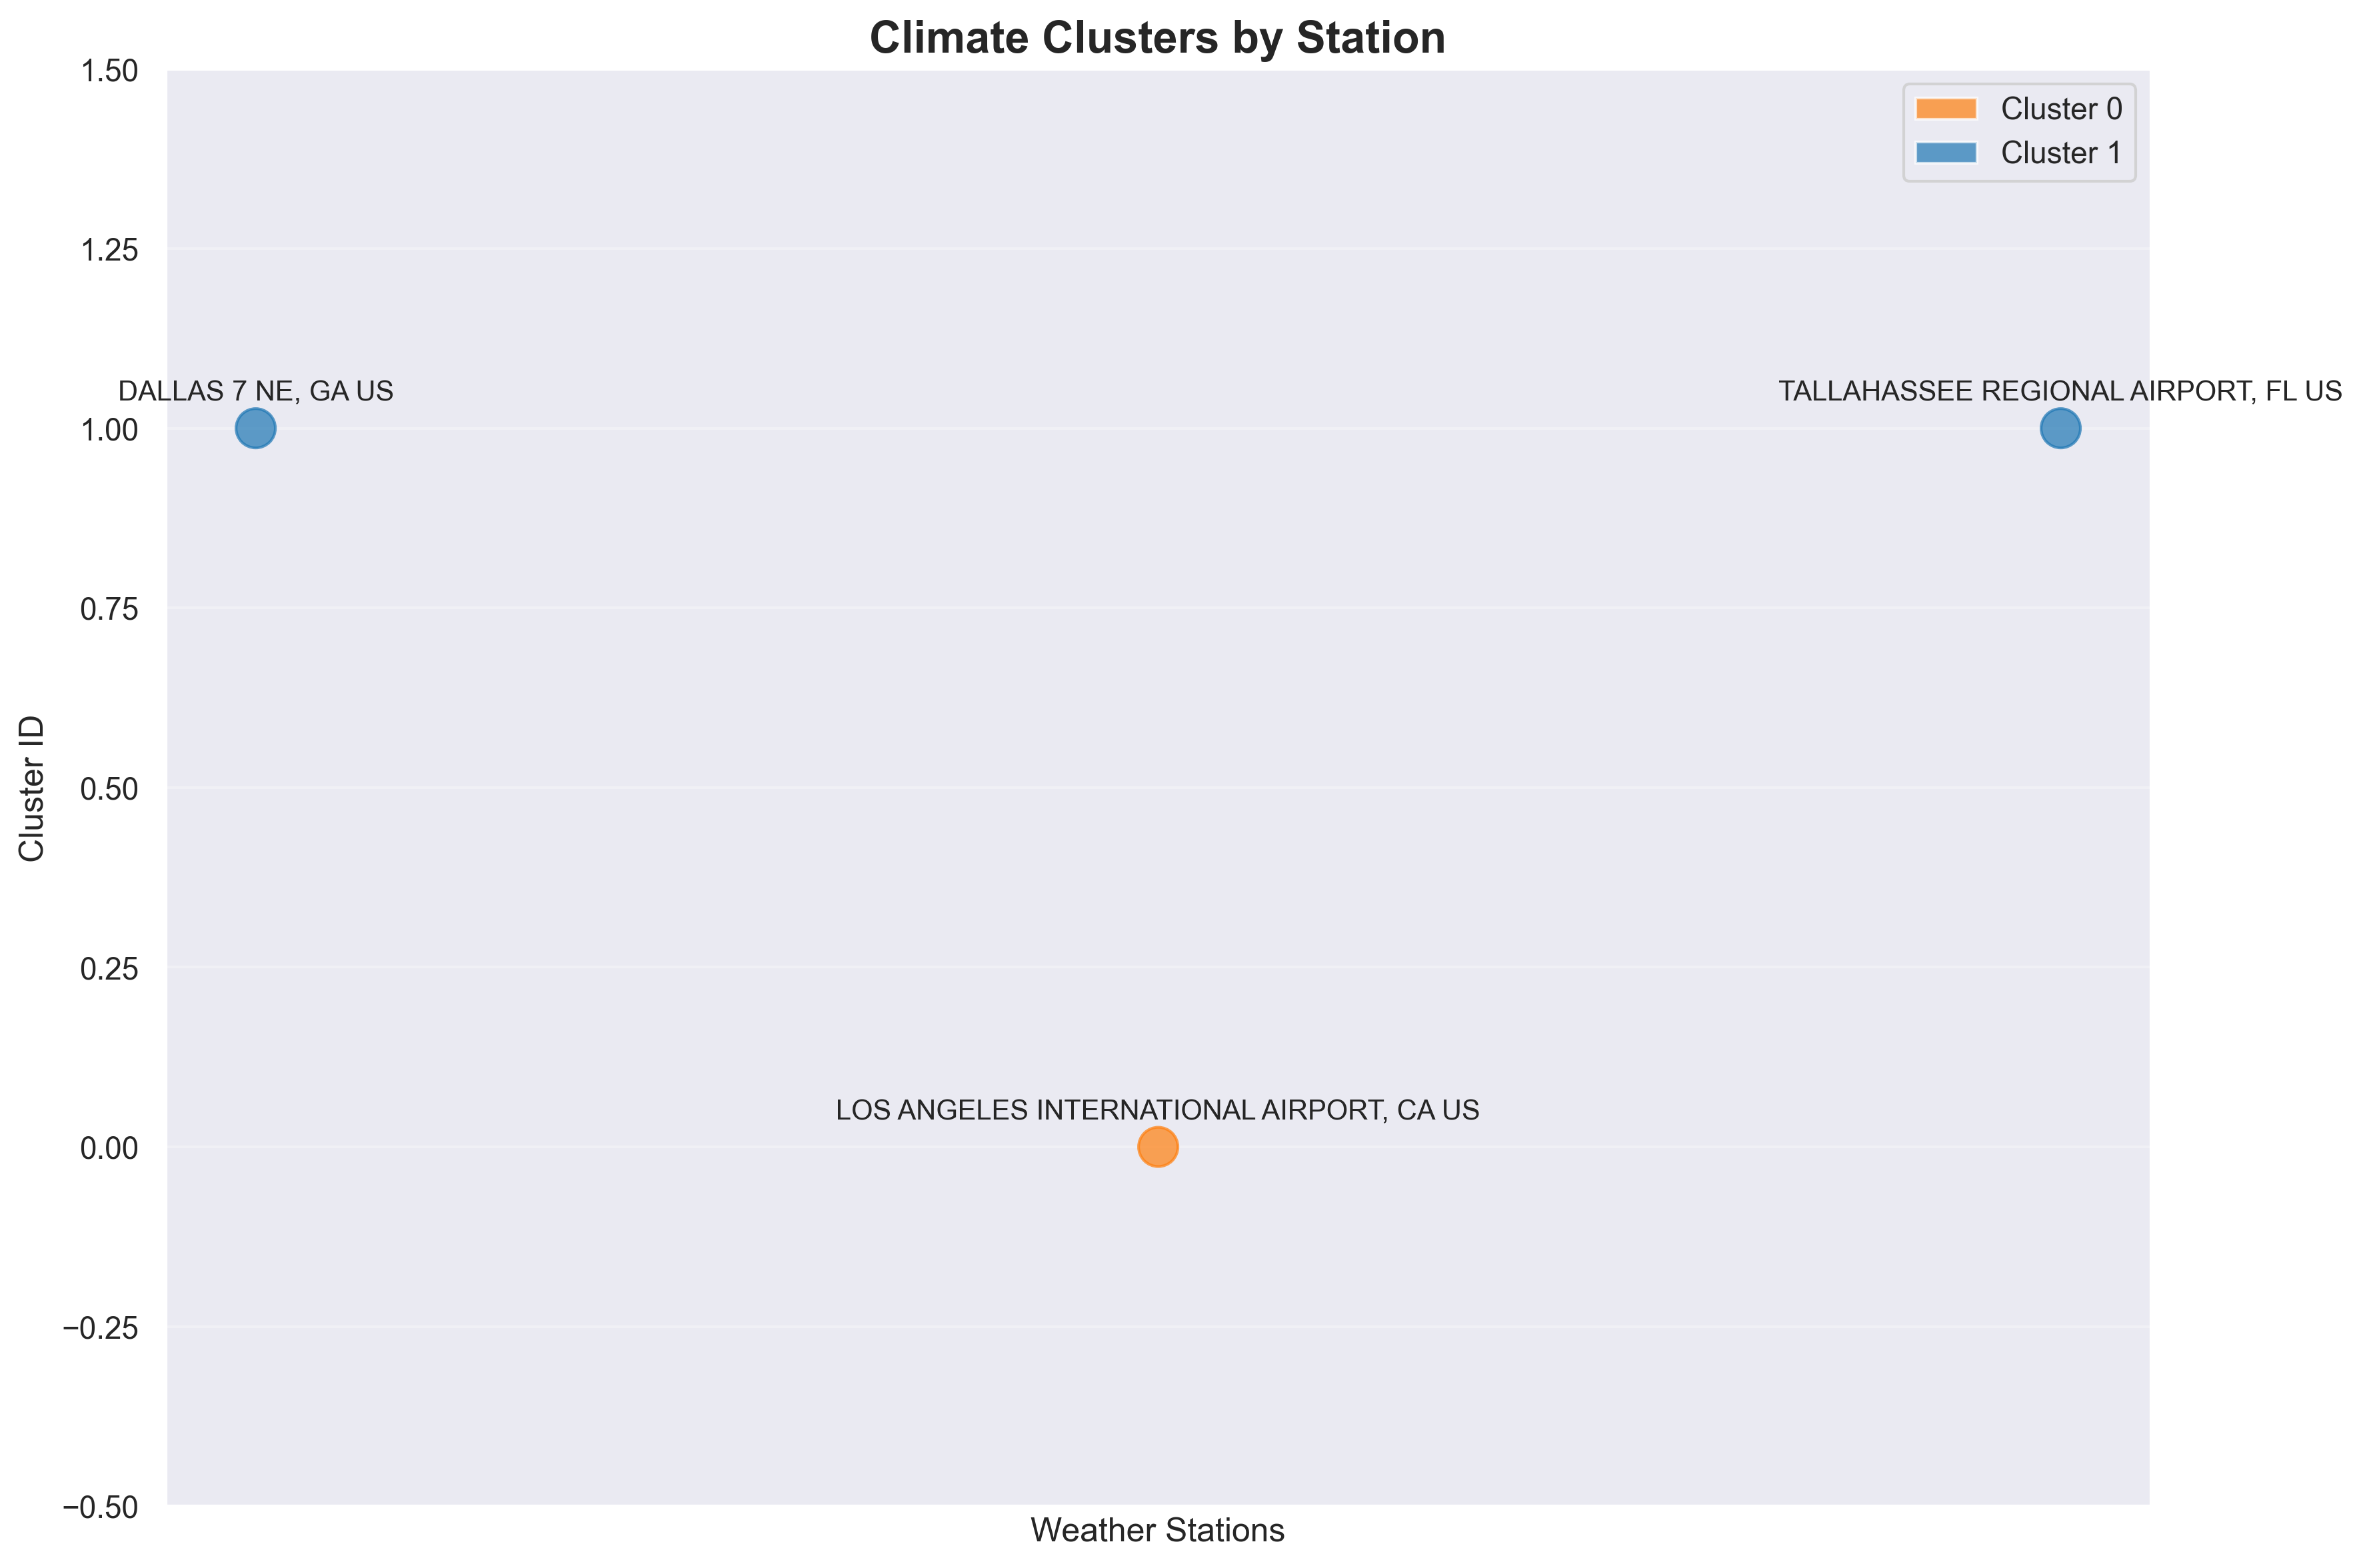 Climate Clusters by Station
1.50
1.25
1.00
0.75
0.50
0.25
0.00
−0.25
−0.50
Cluster ID
Cluster 0
Cluster 1
DALLAS 7 NE, GA US
TALLAHASSEE REGIONAL AIRPORT, FL US
LOS ANGELES INTERNATIONAL AIRPORT, CA US
Weather Stations